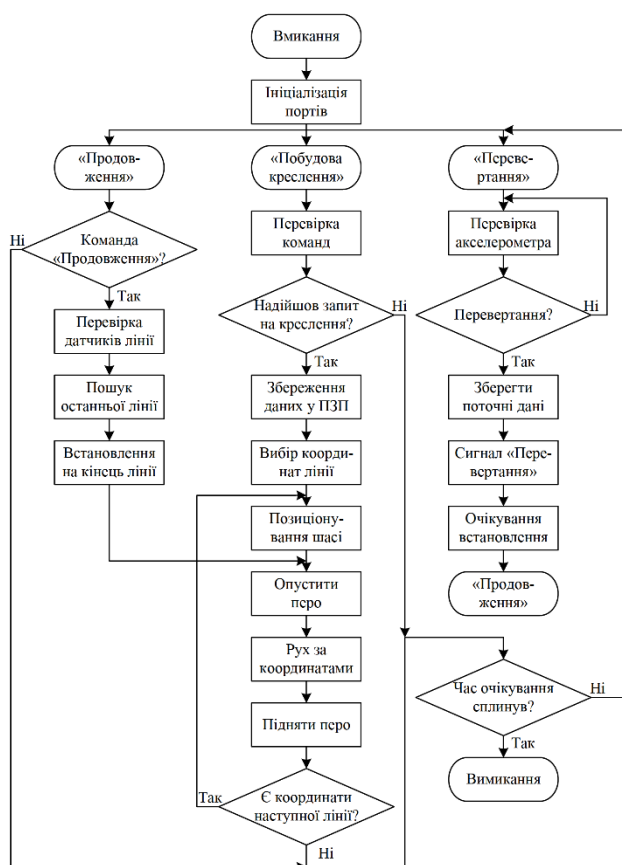 Вмикання
Ініціалізація
портів
«Продов-
ження»
«Побудова
креслення»
«Переве-
ртання»
Ні
Команда
«Продовження»?
Так
Перевірка
датчиків лінії
Пошук
останньої лінії
Встановлення
на кінець лінії
Перевірка
команд
Надійшов запит
на креслення?
Ні
Так
Збереження
даних у ПЗП
Вибір коорди-
нат лінії
Позиціону-
вання шасі
Опустити
перо
Рух за
координатами
Підняти перо
Є координати
наступної лінії?
Так
Ні
Перевірка
акселерометра
Перевертання?
Ні
Так
Зберегти
поточні дані
Сигнал «Пере-
вертання»
Очікування
встановлення
«Продов-
ження»
Час очікування
сплинув?
Ні
Так
Вимикання